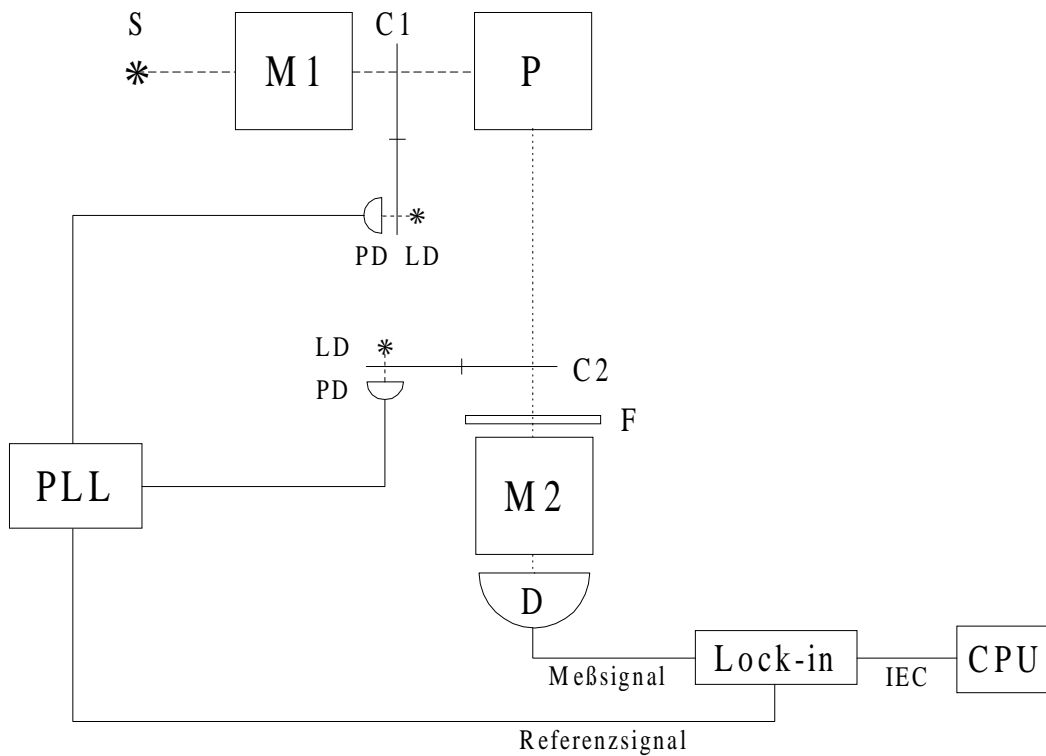 S
C1
M1
P
PD LD
LD
C2
PD
F
PLL
M2
D
Lock-in
CPU
Meßsignal
IEC
Referenzsignal